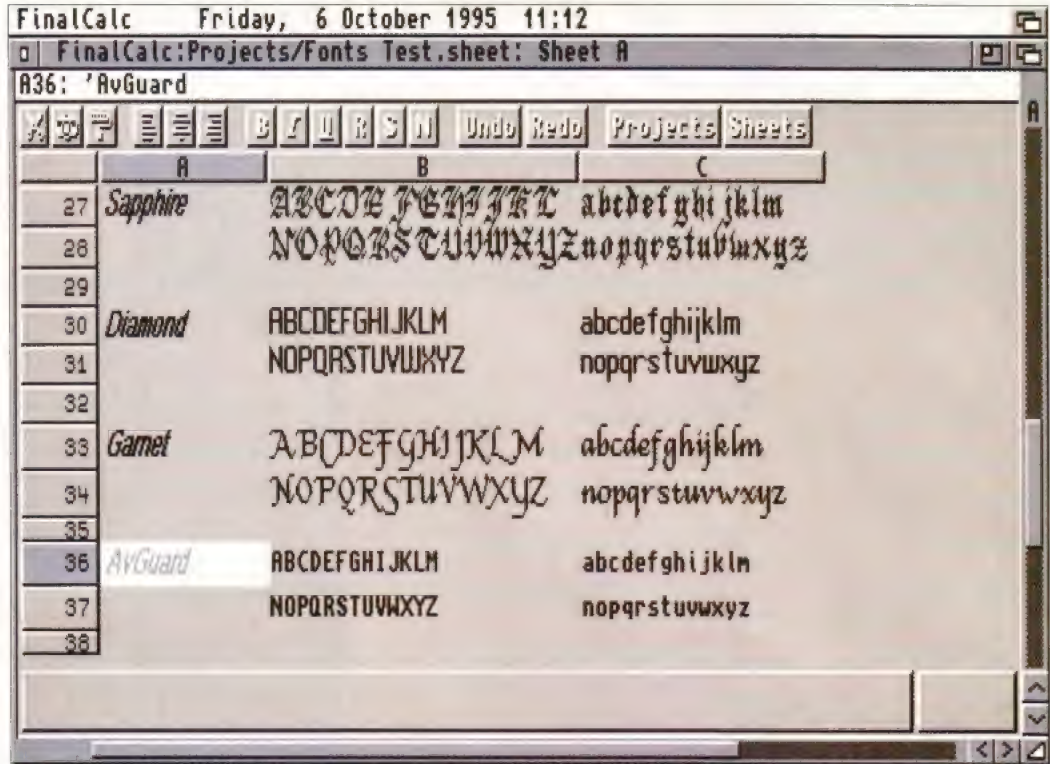 FinalCalc Friday, 6 October 1995 11:12
FinalCalc:Projects/Fonts Test.sheet: Sheet A
A36: 'AvGuard
A
B I U R S N Undo Redo Projects Sheets
A B C
27 Sapphire ABCDEFGHIJKL abcdefghijklm
28 NOPQRSTUVWXYZ nopqrstuvwxyz
29
30 Diamond ABCDEFGHIJKLM abcdefghijklm
31 NOPQRSTUVWXYZ nopqrstuvwxyz
32
33 Garnet ABCDEFGHIJKLM abcdefghijklm
34 NOPQRSTUVWXYZ nopqrstuvwxyz
35
36 AvGuard ABCDEFGHIJKLM abcdefghijklm
37 NOPQRSTUVWXYZ nopqrstuvwxyz
38